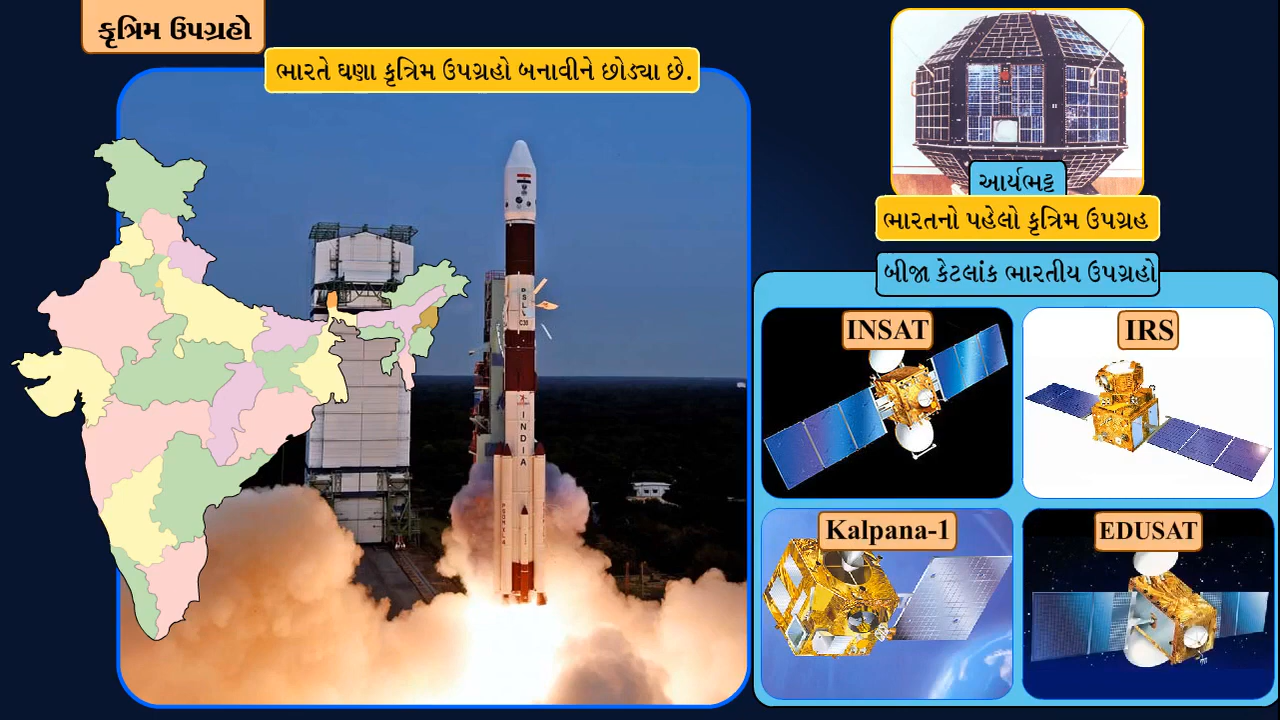 કૃત્રિમ ઉપગ્રહો
ભારતે ઘણા કૃત્રિમ ઉપગ્રહો બનાવીને છોડ્યા છે.
આર્યભટ્ટ
ભારતનો પહેલો કૃત્રિમ ઉપગ્રહ
બીજા કેટલાંક ભારતીય ઉપગ્રહો
INSAT
IRS
Kalpana-1
EDUSAT
INDIA